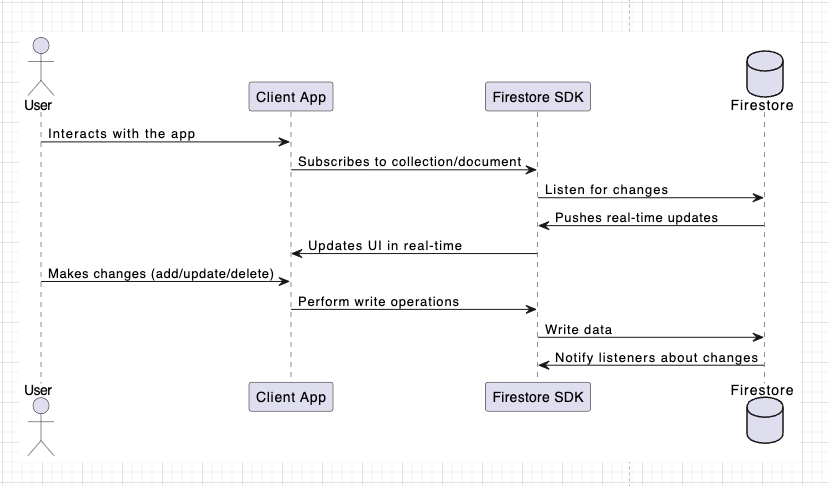 User
Client App
Firestore SDK
Firestore
Interacts with the app
Subscribes to collection/document
Listen for changes
Pushes real-time updates
Updates UI in real-time
Makes changes (add/update/delete)
Perform write operations
Write data
Notify listeners about changes
User
Client App
Firestore SDK
Firestore